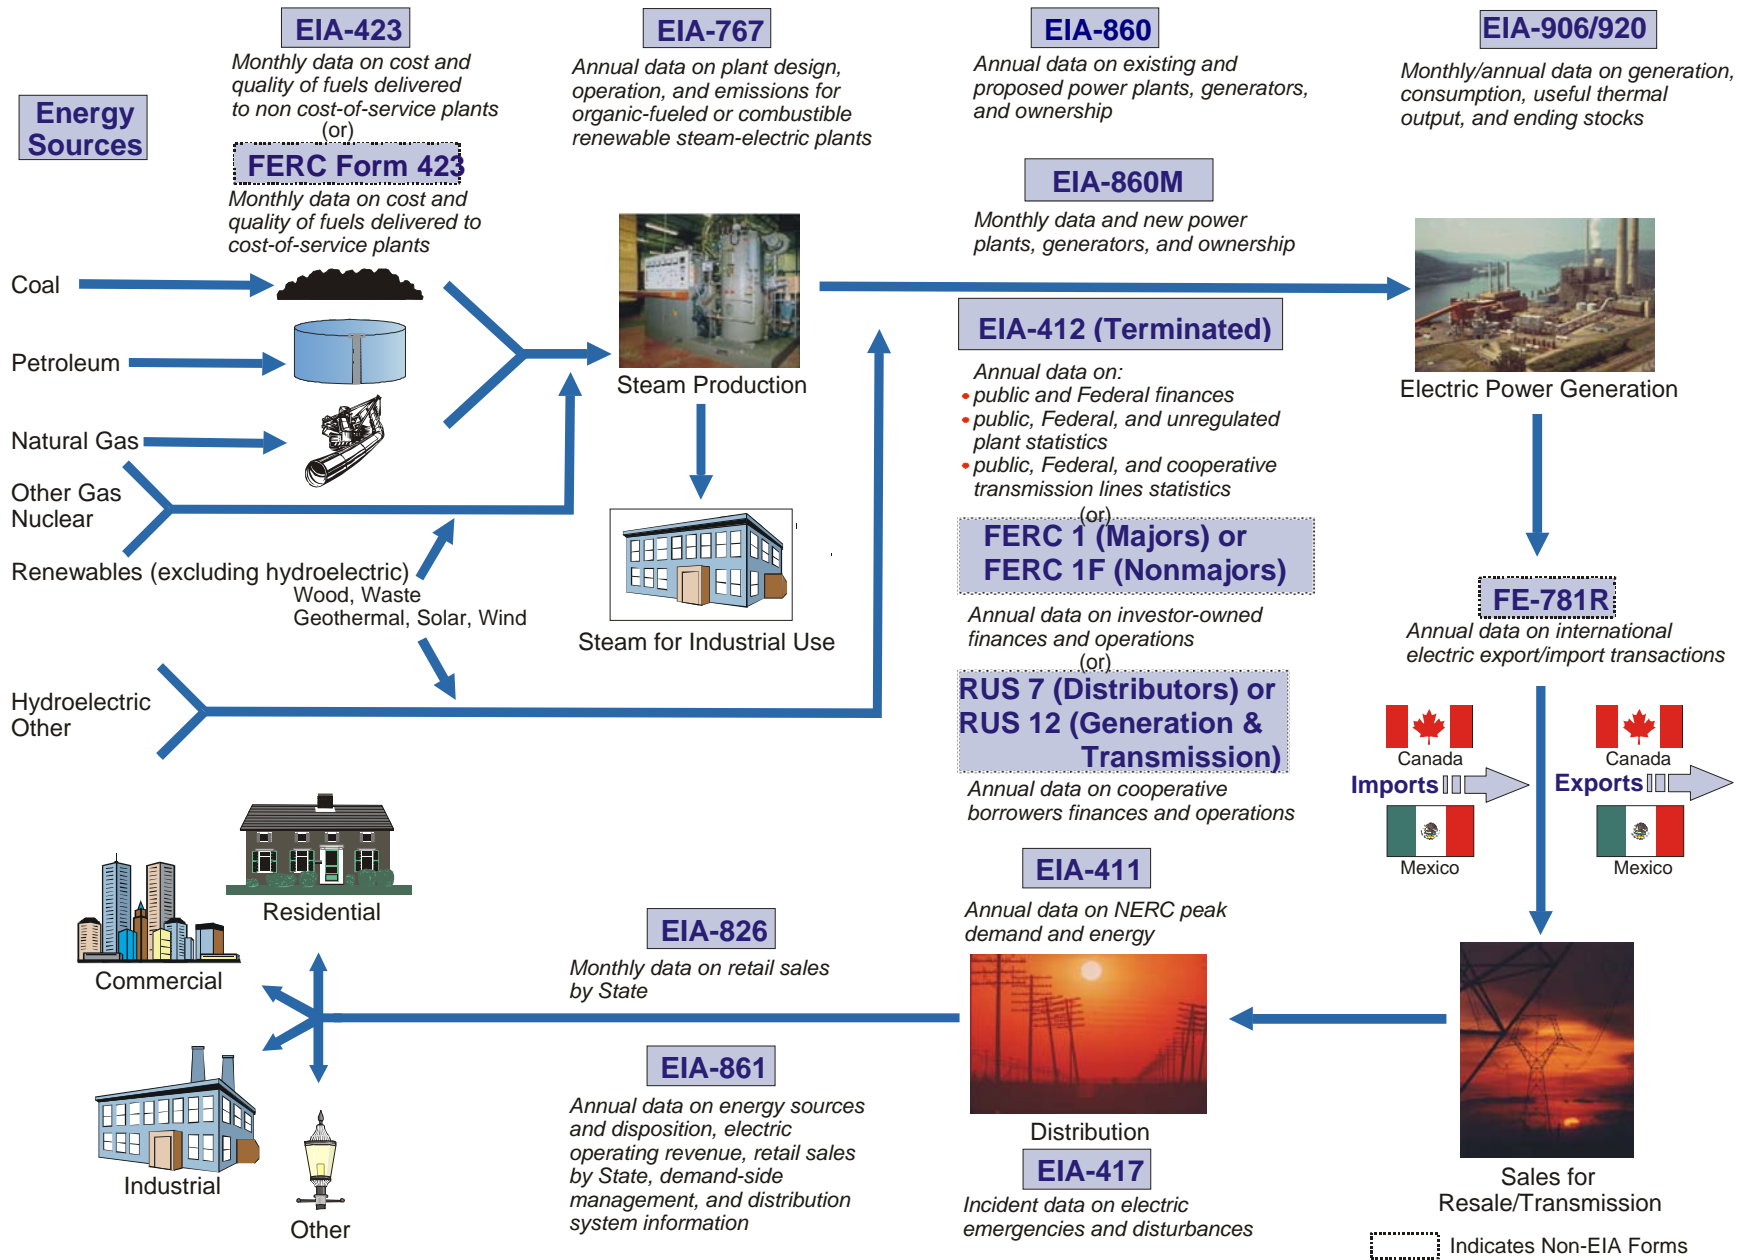 EIA-423
Monthly data on cost and
quality of fuels delivered
to non cost-of-service plants
(or)
FERC Form 423
Monthly data on cost and
quality of fuels delivered to
cost-of-service plants
EIA-767
Annual data on plant design,
operation, and emissions for
organic-fueled or combustible
renewable steam-electric plants
EIA-860
Annual data on existing and
proposed power plants, generators,
and ownership
EIA-860M
Monthly data and new power
plants, generators, and ownership
EIA-906/920
Monthly/annual data on generation,
consumption, useful thermal
output, and ending stocks
Energy
Sources
Coal
Petroleum
Natural Gas
Other Gas
Nuclear
Renewables (excluding hydroelectric)
Wood, Waste
Geothermal, Solar, Wind
Hydroelectric
Other
Steam Production
Steam for Industrial Use
EIA-412 (Terminated)
Annual data on:
• public and Federal finances
• public, Federal, and unregulated
plant statistics
• public, Federal, and cooperative
transmission lines statistics
(or)
FERC 1 (Majors) or
FERC 1F (Nonmajors)
Annual data on investor-owned
finances and operations
(or)
RUS 7 (Distributors) or
RUS 12 (Generation &
Transmission)
Annual data on cooperative
borrowers finances and operations
Electric Power Generation
FE-781R
Annual data on international
electric export/import transactions
Canada
Imports
Mexico
Canada
Exports
Mexico
EIA-411
Annual data on NERC peak
demand and energy
Distribution
EIA-417
Incident data on electric
emergencies and disturbances
Sales for
Resale/Transmission
Indicates Non-EIA Forms
EIA-826
Monthly data on retail sales
by State
EIA-861
Annual data on energy sources
and disposition, electric
operating revenue, retail sales
by State, demand-side
management, and distribution
system information
Residential
Commercial
Industrial
Other